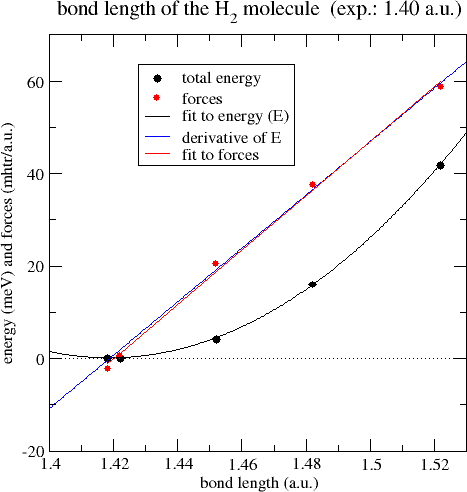 bond length of the H2 molecule (exp.: 1.40 a.u.)
total energy
forces
fit to energy (E)
derivative of E
fit to forces
energy (meV) and forces (mhtr/a.u.)
60
40
20
0
-20
1.4 1.42 1.44 1.46 1.48 1.5 1.52
bond length (a.u.)